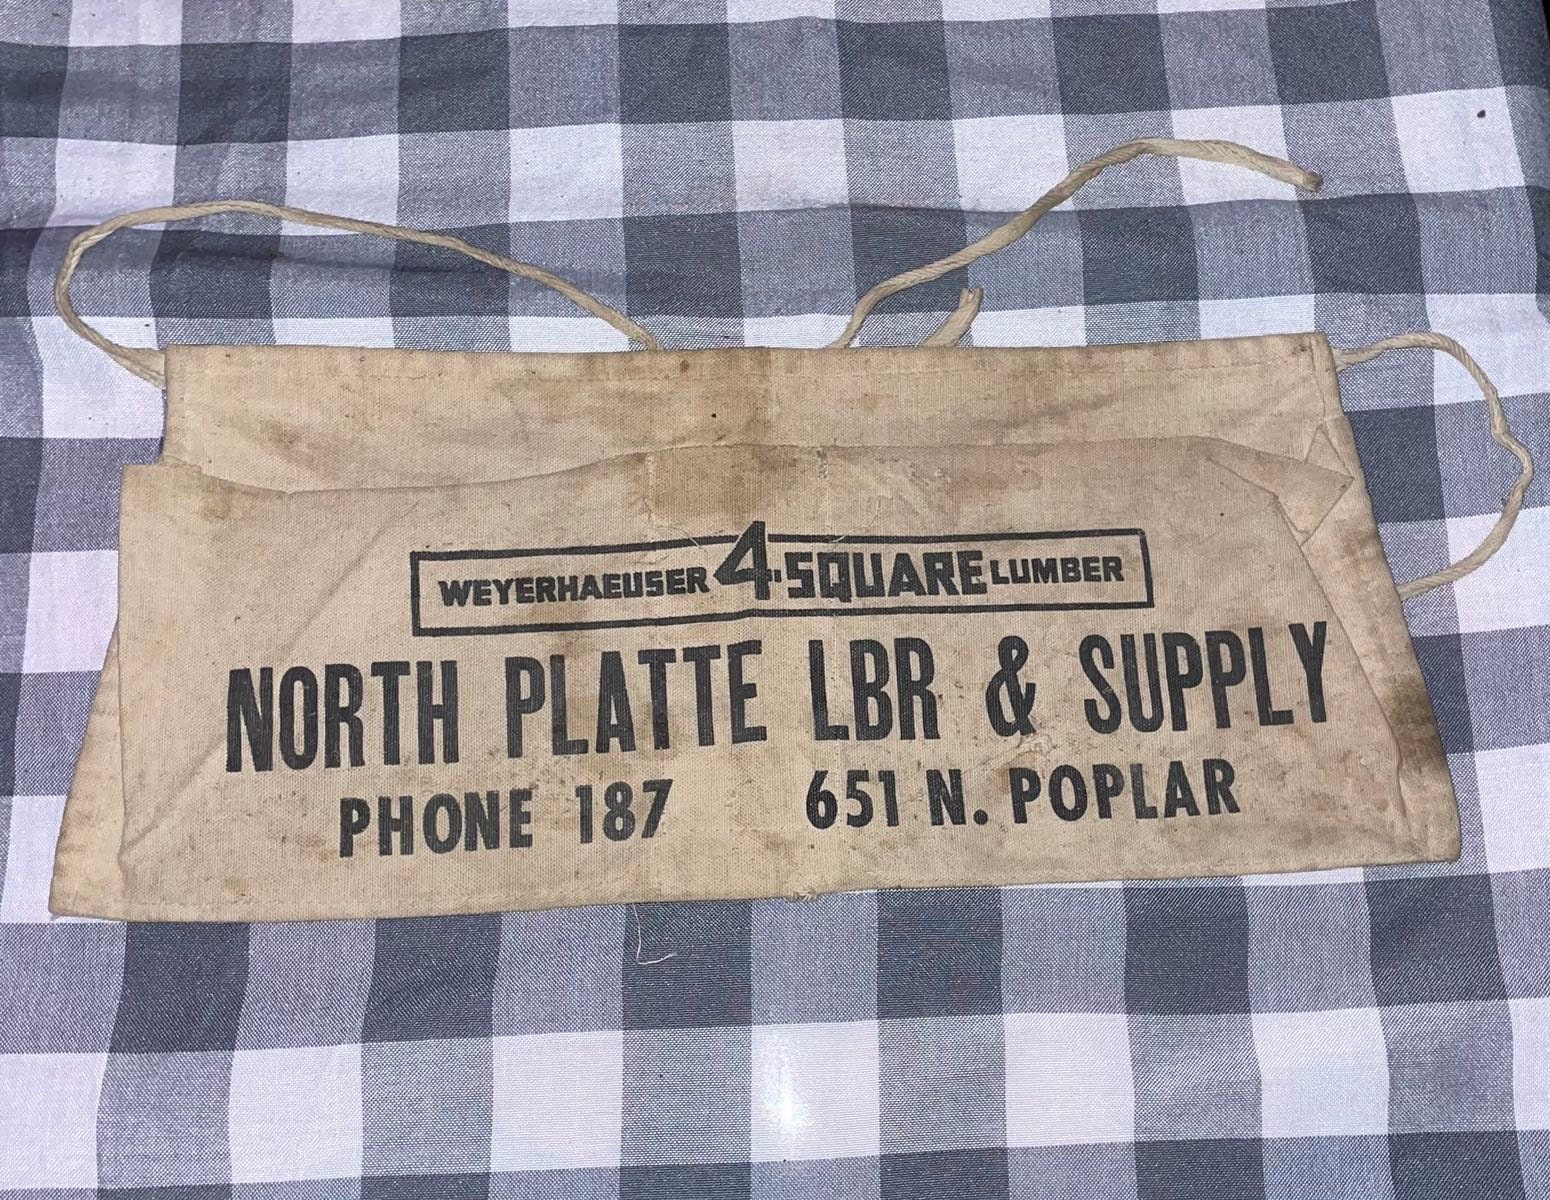 WEYERHAEUSER 4-SQUARE LUMBER
NORTH PLATTE LBR & SUPPLY
PHONE 187 651 N. POPLAR